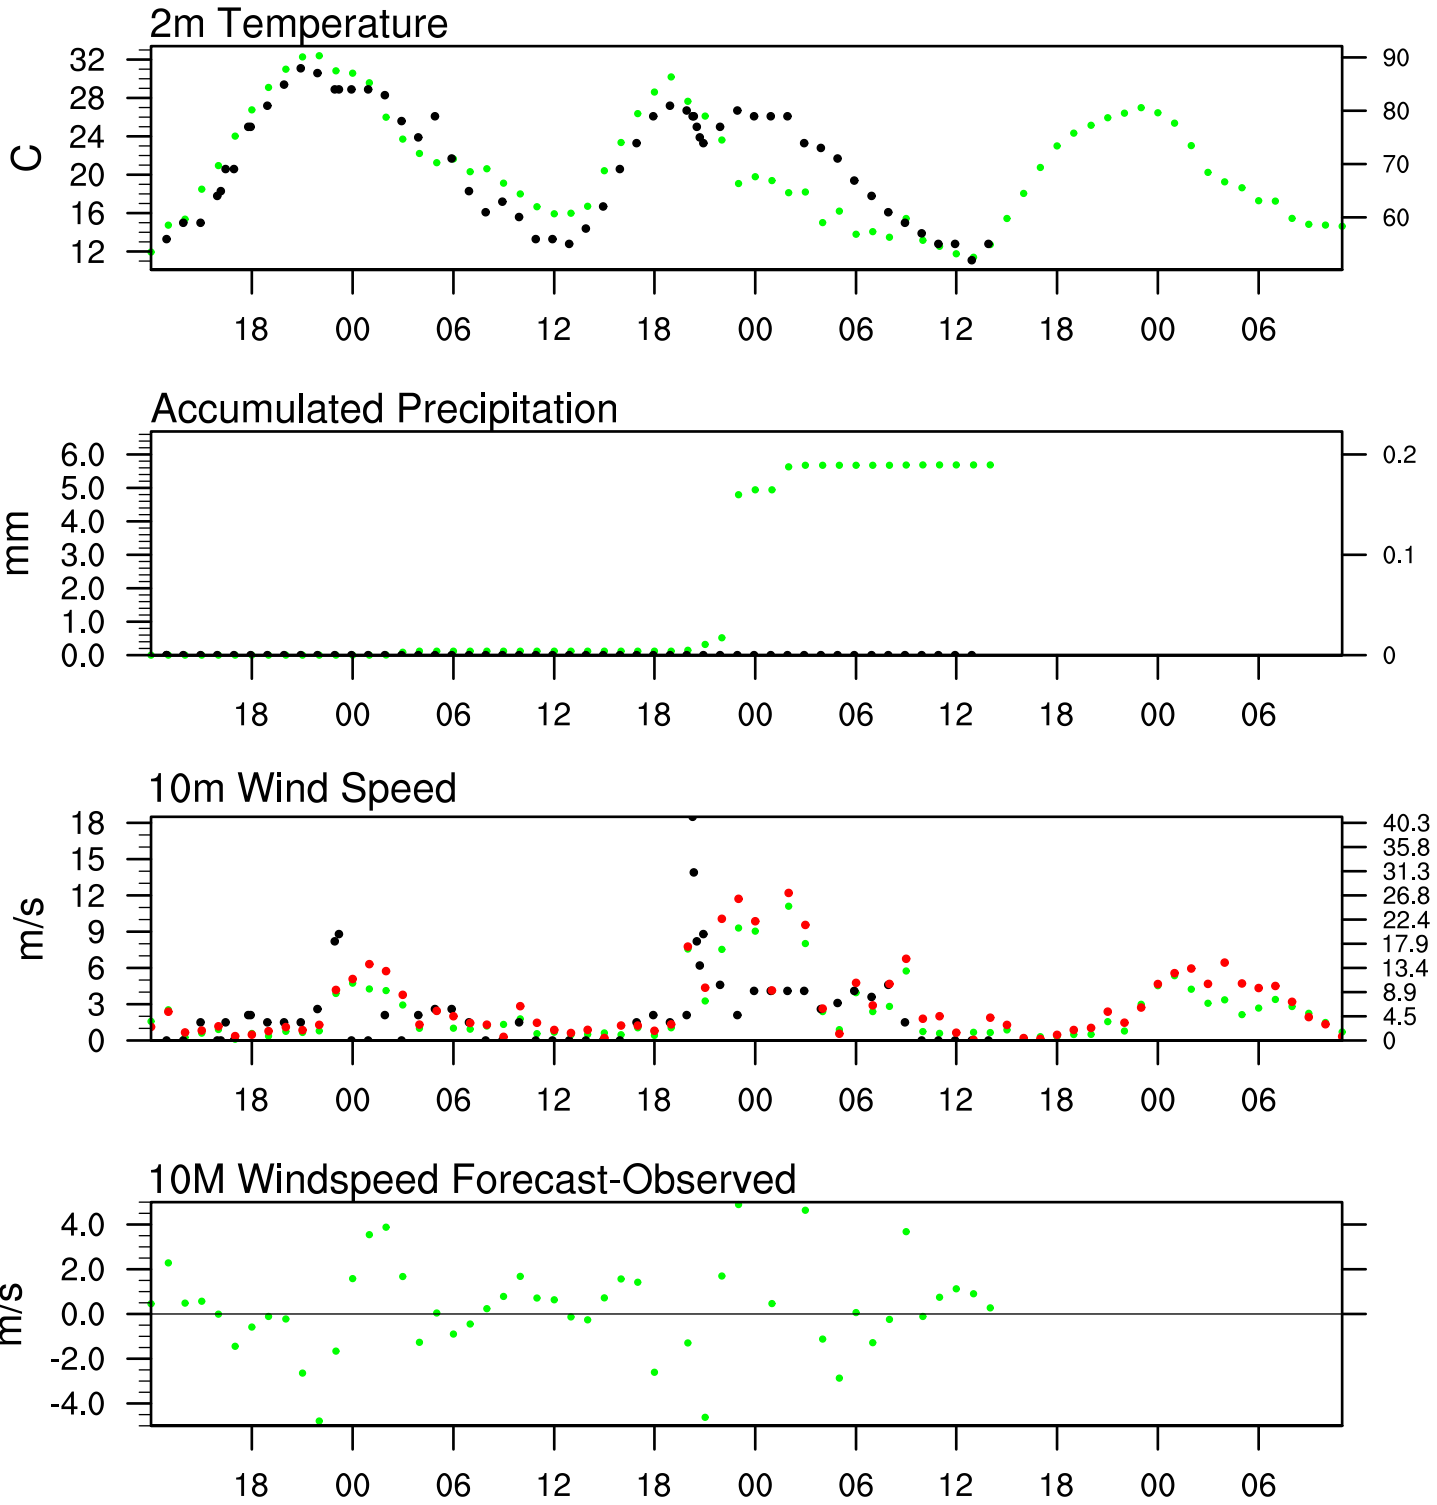 2m Temperature
32 90
28
80
24
C
20 70
16 60
12
18 00 06 12 18 00 06 12 18 00 06
Accumulated Precipitation
6.0 0.2
5.0
4.0
mm
3.0 0.1
2.0
1.0
0.0 0
18 00 06 12 18 00 06 12 18 00 06
10m Wind Speed
18 40.3
35.8
15
31.3
12 26.8
22.4
m/s
9 17.9
6 13.4
8.9
3
4.5
0 0
18 00 06 12 18 00 06 12 18 00 06
10M Windspeed Forecast-Observed
4.0
2.0
m/s
0.0
-2.0
-4.0
18 00 06 12 18 00 06 12 18 00 06